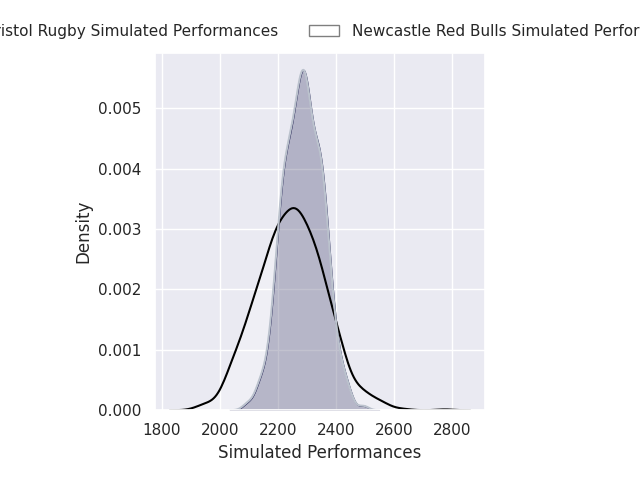 ristol Rugby Simulated Performances
Newcastle Red Bulls Simulated Perfor
0.005
0.004
0.003
0.002
0.001
0.000
Density
1800 2000 2200 2400 2600 2800
Simulated Performances